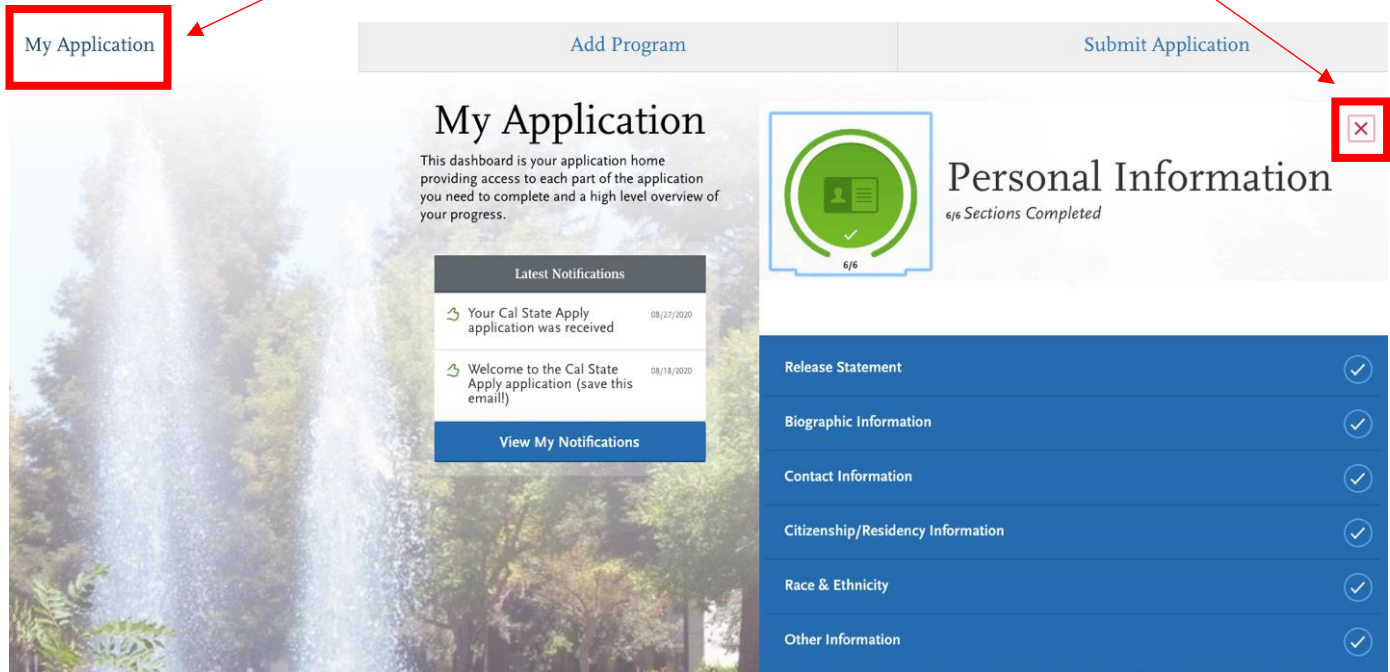 My Application
Add Program
Submit Application
My Application
This dashboard is your application home
providing access to each part of the application
you need to complete and a high level overview of
your progress.
Latest Notifications
Your Cal State Apply
application was received
08/27/2020
Welcome to the Cal State
Apply application (save this
email!)
08/18/2020
View My Notifications
Personal Information
6/6 Sections Completed
6/6
Release Statement
Biographic Information
Contact Information
Citizenship/Residency Information
Race & Ethnicity
Other Information